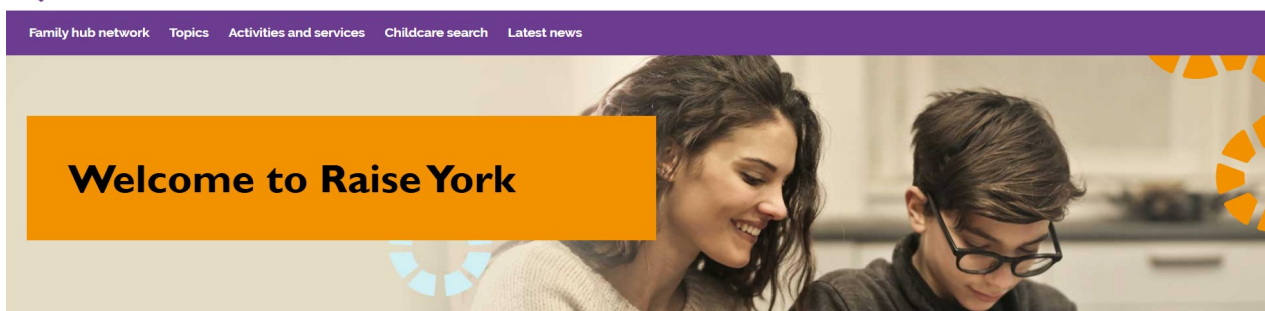 Family hub network Topics Activities and services Childcare search Latest news
Welcome to Raise York